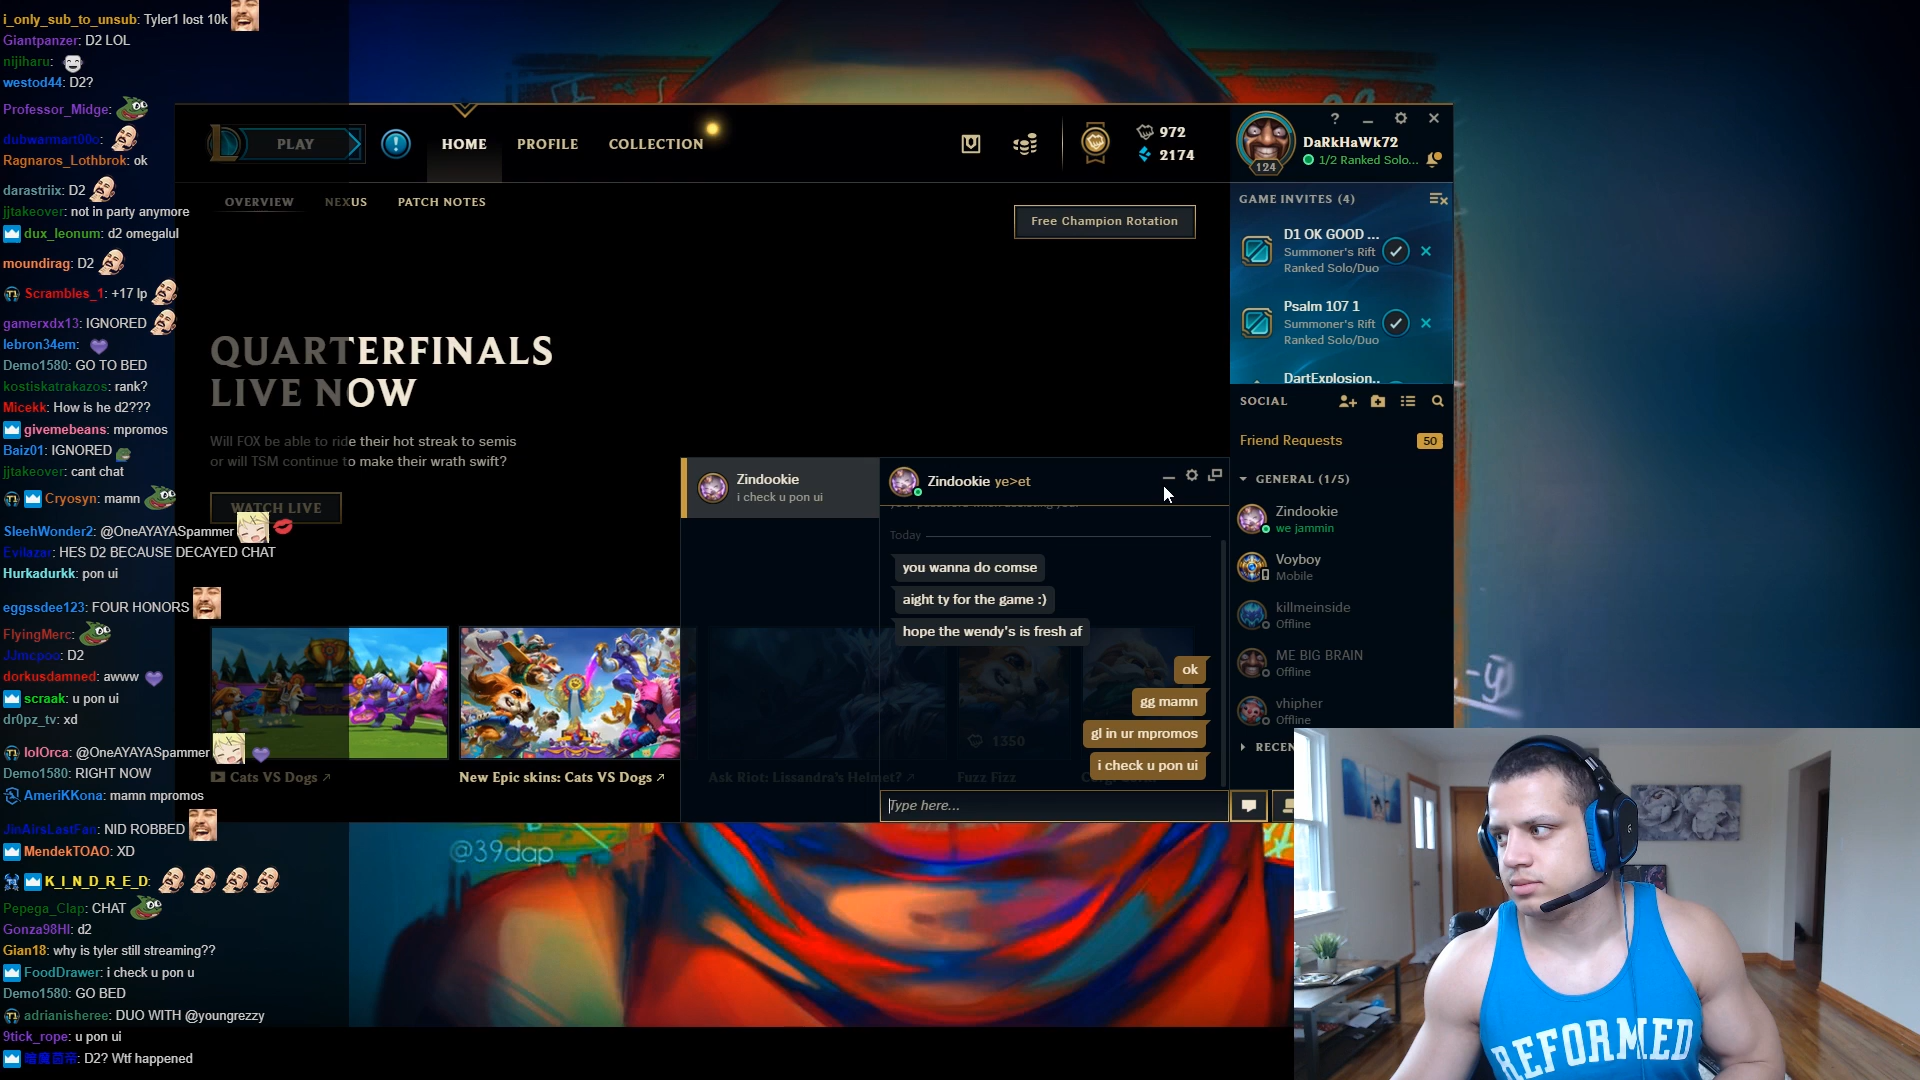 i_only_sub_to_unsub: Tyler1 lost 10k
Giantpanzer: D2 LOL
nijiharu:
westod44: D2?
Professor_Midge:
dubwarmart00s:
Ragnaros_Lothbrok: ok
darastriix: D2
jjtakeover: not in party anymore
dux_leonum: d2 omegalul
moundirag: D2
Scrambles_1: +17 lp
gamerxdx13: IGNORED
lebron34em:
Demo1580: GO TO BED
kostiskatrakazos: rank?
Micekk: How is he d2???
givemebeans: mpromos
Baiz01: IGNORED
jjtakeover: cant chat
Cryosyn: mamn
SleehWonder2: @OneAYAYASpammer
Evilazar: HES D2 BECAUSE DECAYED CHAT
Hurkadurkk: pon ui
eggssdee123: FOUR HONORS
FlyingMerc:
JJmcpoo: D2
dorkusdamned: awww
scraak: u pon ui
dr0pz_tv: xd
lolOrca: @OneAYAYASpammer
Demo1580: RIGHT NOW
AmeriKKona: mamn mpromos
JinAirsLastFan: NID ROBBED
MendekTOAO: XD
K_I_N_D_R_E_D:
Pepega_Clap: CHAT
Gonza98HI: d2
Gian18: why is tyler still streaming??
FoodDrawer: i check u pon u
Demo1580: GO BED
adrianisheree: DUO WITH @youngrezzy
9tick_rope: u pon ui
: D2? Wtf happened
PLAY
HOME
PROFILE
COLLECTION
972
2174
OVERVIEW
NEXUS
PATCH NOTES
Free Champion Rotation
QUARTERFINALS
LIVE NOW
Will FOX be able to ride their hot streak to semis
or will TSM continue to make their wrath swift?
WATCH LIVE
Cats VS Dogs
New Epic skins: Cats VS Dogs
Ask Riot: Lissandra's Helmet?
1350
Fuzz Fizz
@39dap
Zindookie
i check u pon ui
Zindookie ye>et
Today
you wanna do comse
aight ty for the game :)
hope the wendy's is fresh af
ok
gg mamn
gl in ur mpromos
i check u pon ui
Type here...
?
124
DaRkHaWk72
1/2 Ranked Solo...
GAME INVITES (4)
D1 OK GOOD ...
Summoner's Rift
Ranked Solo/Duo
Psalm 107 1
Summoner's Rift
Ranked Solo/Duo
DartExplosion..
SOCIAL
Friend Requests
50
GENERAL (1/5)
Zindookie
we jammin
Voyboy
Mobile
killmeinside
Offline
ME BIG BRAIN
Offline
vhipher
Offline
RECEN
REFORMED